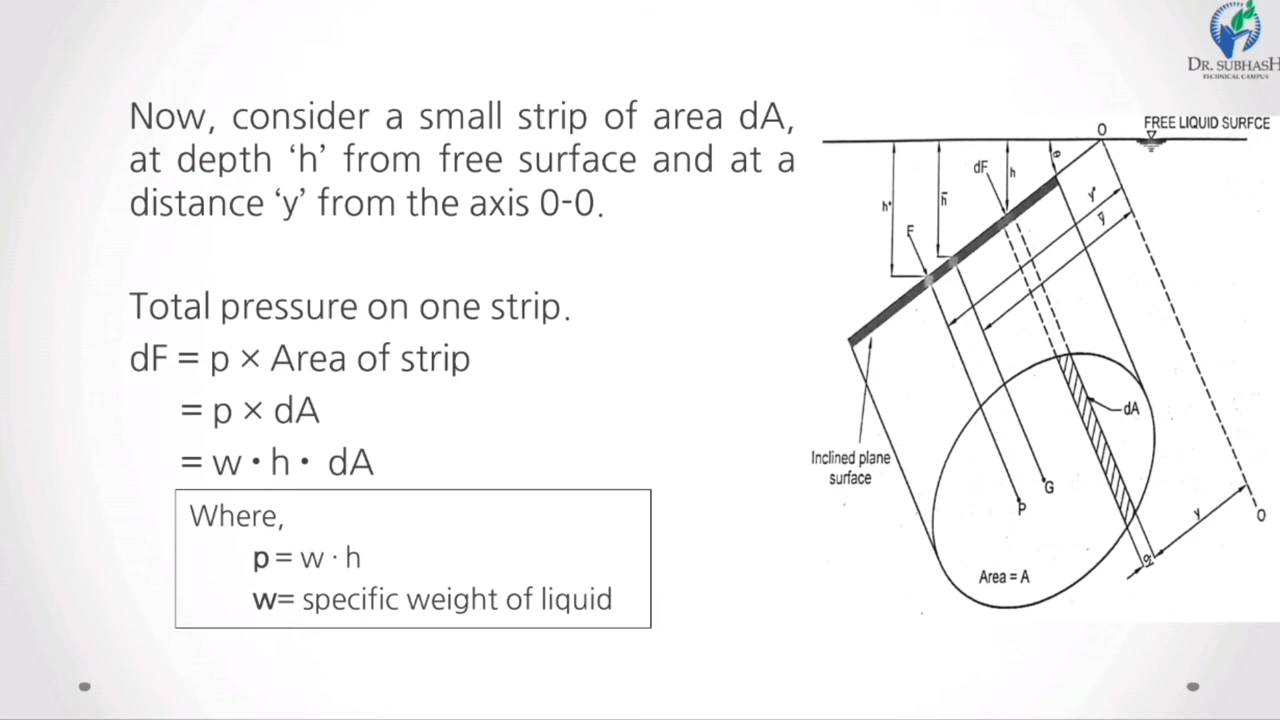 DR. SUBHASH
TECHNICAL CAMPUS
Now, consider a small strip of area dA,
at depth ‘h’ from free surface and at a
distance ‘y’ from the axis 0-0.
Total pressure on one strip.
dF = p × Area of strip
= p × dA
= w · h · dA
Where,
p = w · h
w= specific weight of liquid
O
FREE LIQUID SURFCE
dF
h
θ
h*
h̄
F
y*
ȳ
dA
Inclined plane
surface
G
P
y
O
Area = A